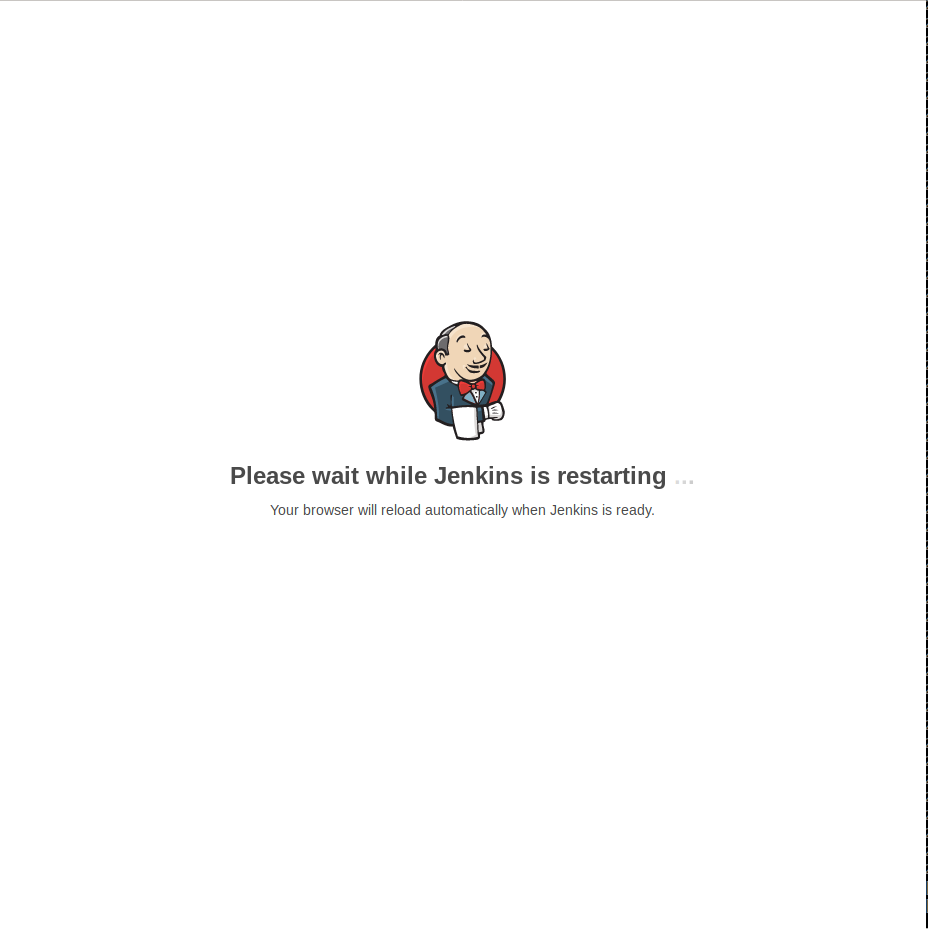 Please wait while Jenkins is restarting ...
Your browser will reload automatically when Jenkins is ready.